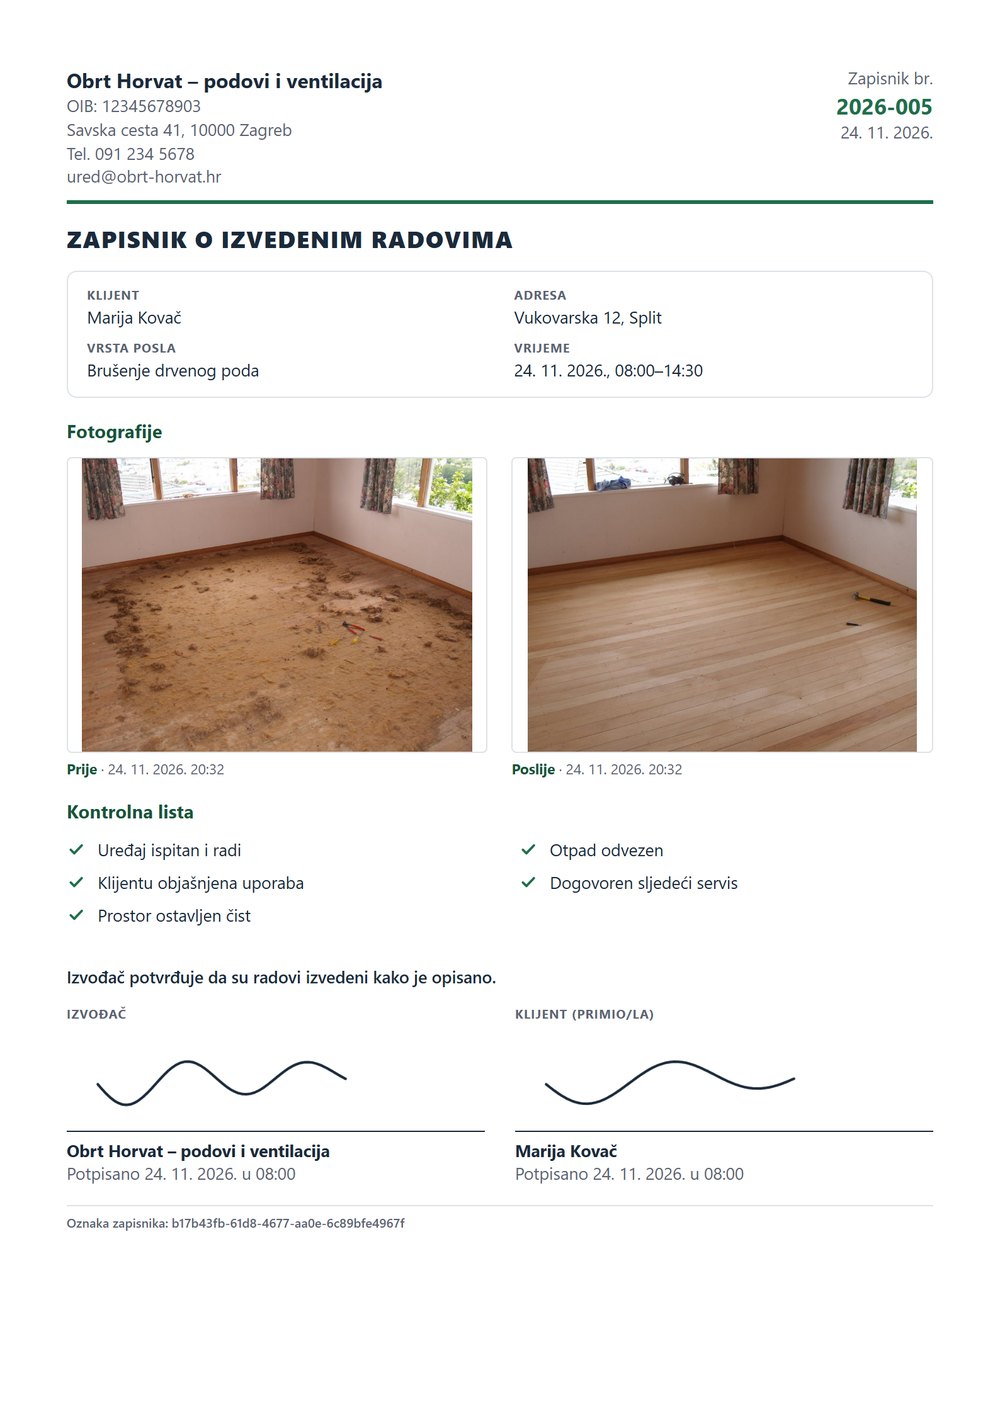 Obrt Horvat – podovi i ventilacija
OIB: 12345678903
Savska cesta 41, 10000 Zagreb
Tel. 091 234 5678
ured@obrt-horvat.hr
Zapisnik br.
2026-005
24. 11. 2026.
ZAPISNIK O IZVEDENIM RADOVIMA
KLIJENT
Marija Kovač
ADRESA
Vukovarska 12, Split
VRSTA POSLA
Brušenje drvenog poda
VRIJEME
24. 11. 2026., 08:00–14:30
Fotografije
Prije · 24. 11. 2026. 20:32
Poslije · 24. 11. 2026. 20:32
Kontrolna lista
Uređaj ispitan i radi
Klijentu objašnjena uporaba
Prostor ostavljen čist
Otpad odvezen
Dogovoren sljedeći servis
Izvođač potvrđuje da su radovi izvedeni kako je opisano.
IZVOĐAČ
Obrt Horvat – podovi i ventilacija
Potpisano 24. 11. 2026. u 08:00
KLIJENT (PRIMIO/LA)
Marija Kovač
Potpisano 24. 11. 2026. u 08:00
Oznaka zapisnika: b17b43fb-61d8-4677-aa0e-6c89bfe4967f